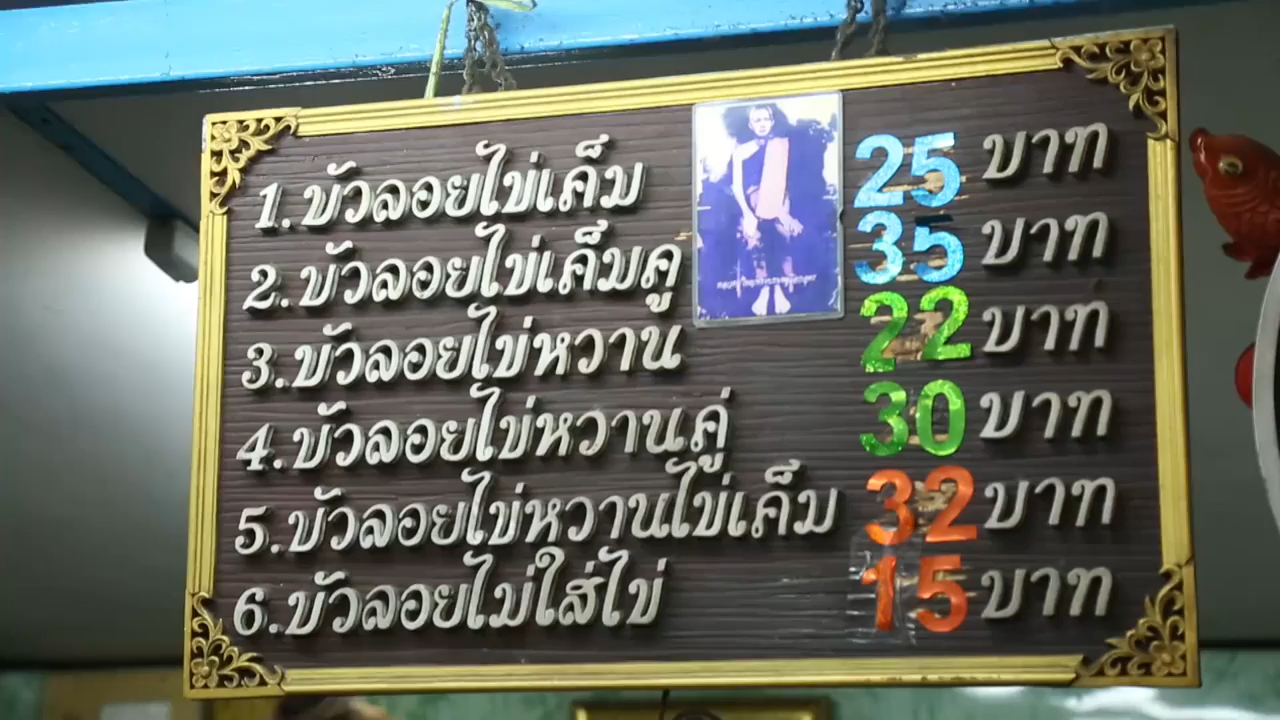 1.บัวลอยไข่เค็ม 25 บาท
2.บัวลอยไข่เค็มคู 35 บาท
3.บัวลอยไข่หวาน 22 บาท
4.บัวลอยไข่หวานคู่ 30 บาท
5.บัวลอยไข่หวานไข่เค็ม 32 บาท
6.บัวลอยไม่ใส่ไข่ 15 บาท